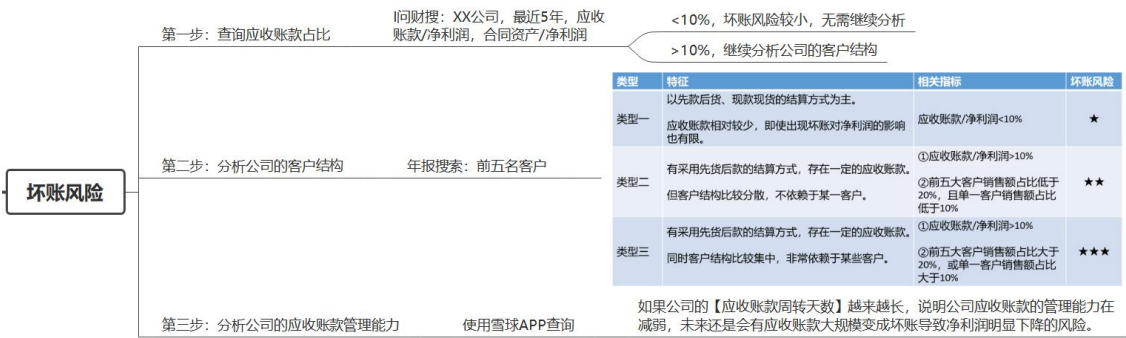 坏账风险
第一步：查询应收账款占比
I问财搜：XX公司，最近5年，应收
账款/净利润，合同资产/净利润
<10%，坏账风险较小，无需继续分析
>10%，继续分析公司的客户结构
第二步：分析公司的客户结构
年报搜索：前五名客户
类型 特征 相关指标 坏账风险
类型一
以先款后货、现款现货的结算方式为主。
应收账款相对较少，即使出现坏账对净利润的影响
也有限。
应收账款/净利润<10%
★
类型二
有采用先货后款的结算方式，存在一定的应收账款。
但客户结构比较分散，不依赖于某一客户。
①应收账款/净利润>10%
②前五大客户销售额占比低于
20%，且单一客户销售额占比
低于10%
★★
类型三
有采用先货后款的结算方式，存在一定的应收账款。
同时客户结构比较集中，非常依赖于某些客户。
①应收账款/净利润>10%
②前五大客户销售额占比大于
20%，或单一客户销售额占比
大于10%
★★★
第三步：分析公司的应收账款管理能力
使用雪球APP查询
如果公司的【应收账款周转天数】越来越长，说明公司应收账款的管理能力在
减弱，未来还是会有应收账款大规模变成坏账导致净利润明显下降的风险。